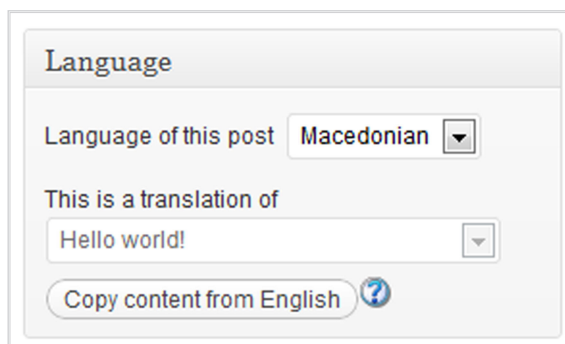 Language
Language of this post Macedonian
This is a translation of
Hello world!
Copy content from English ?